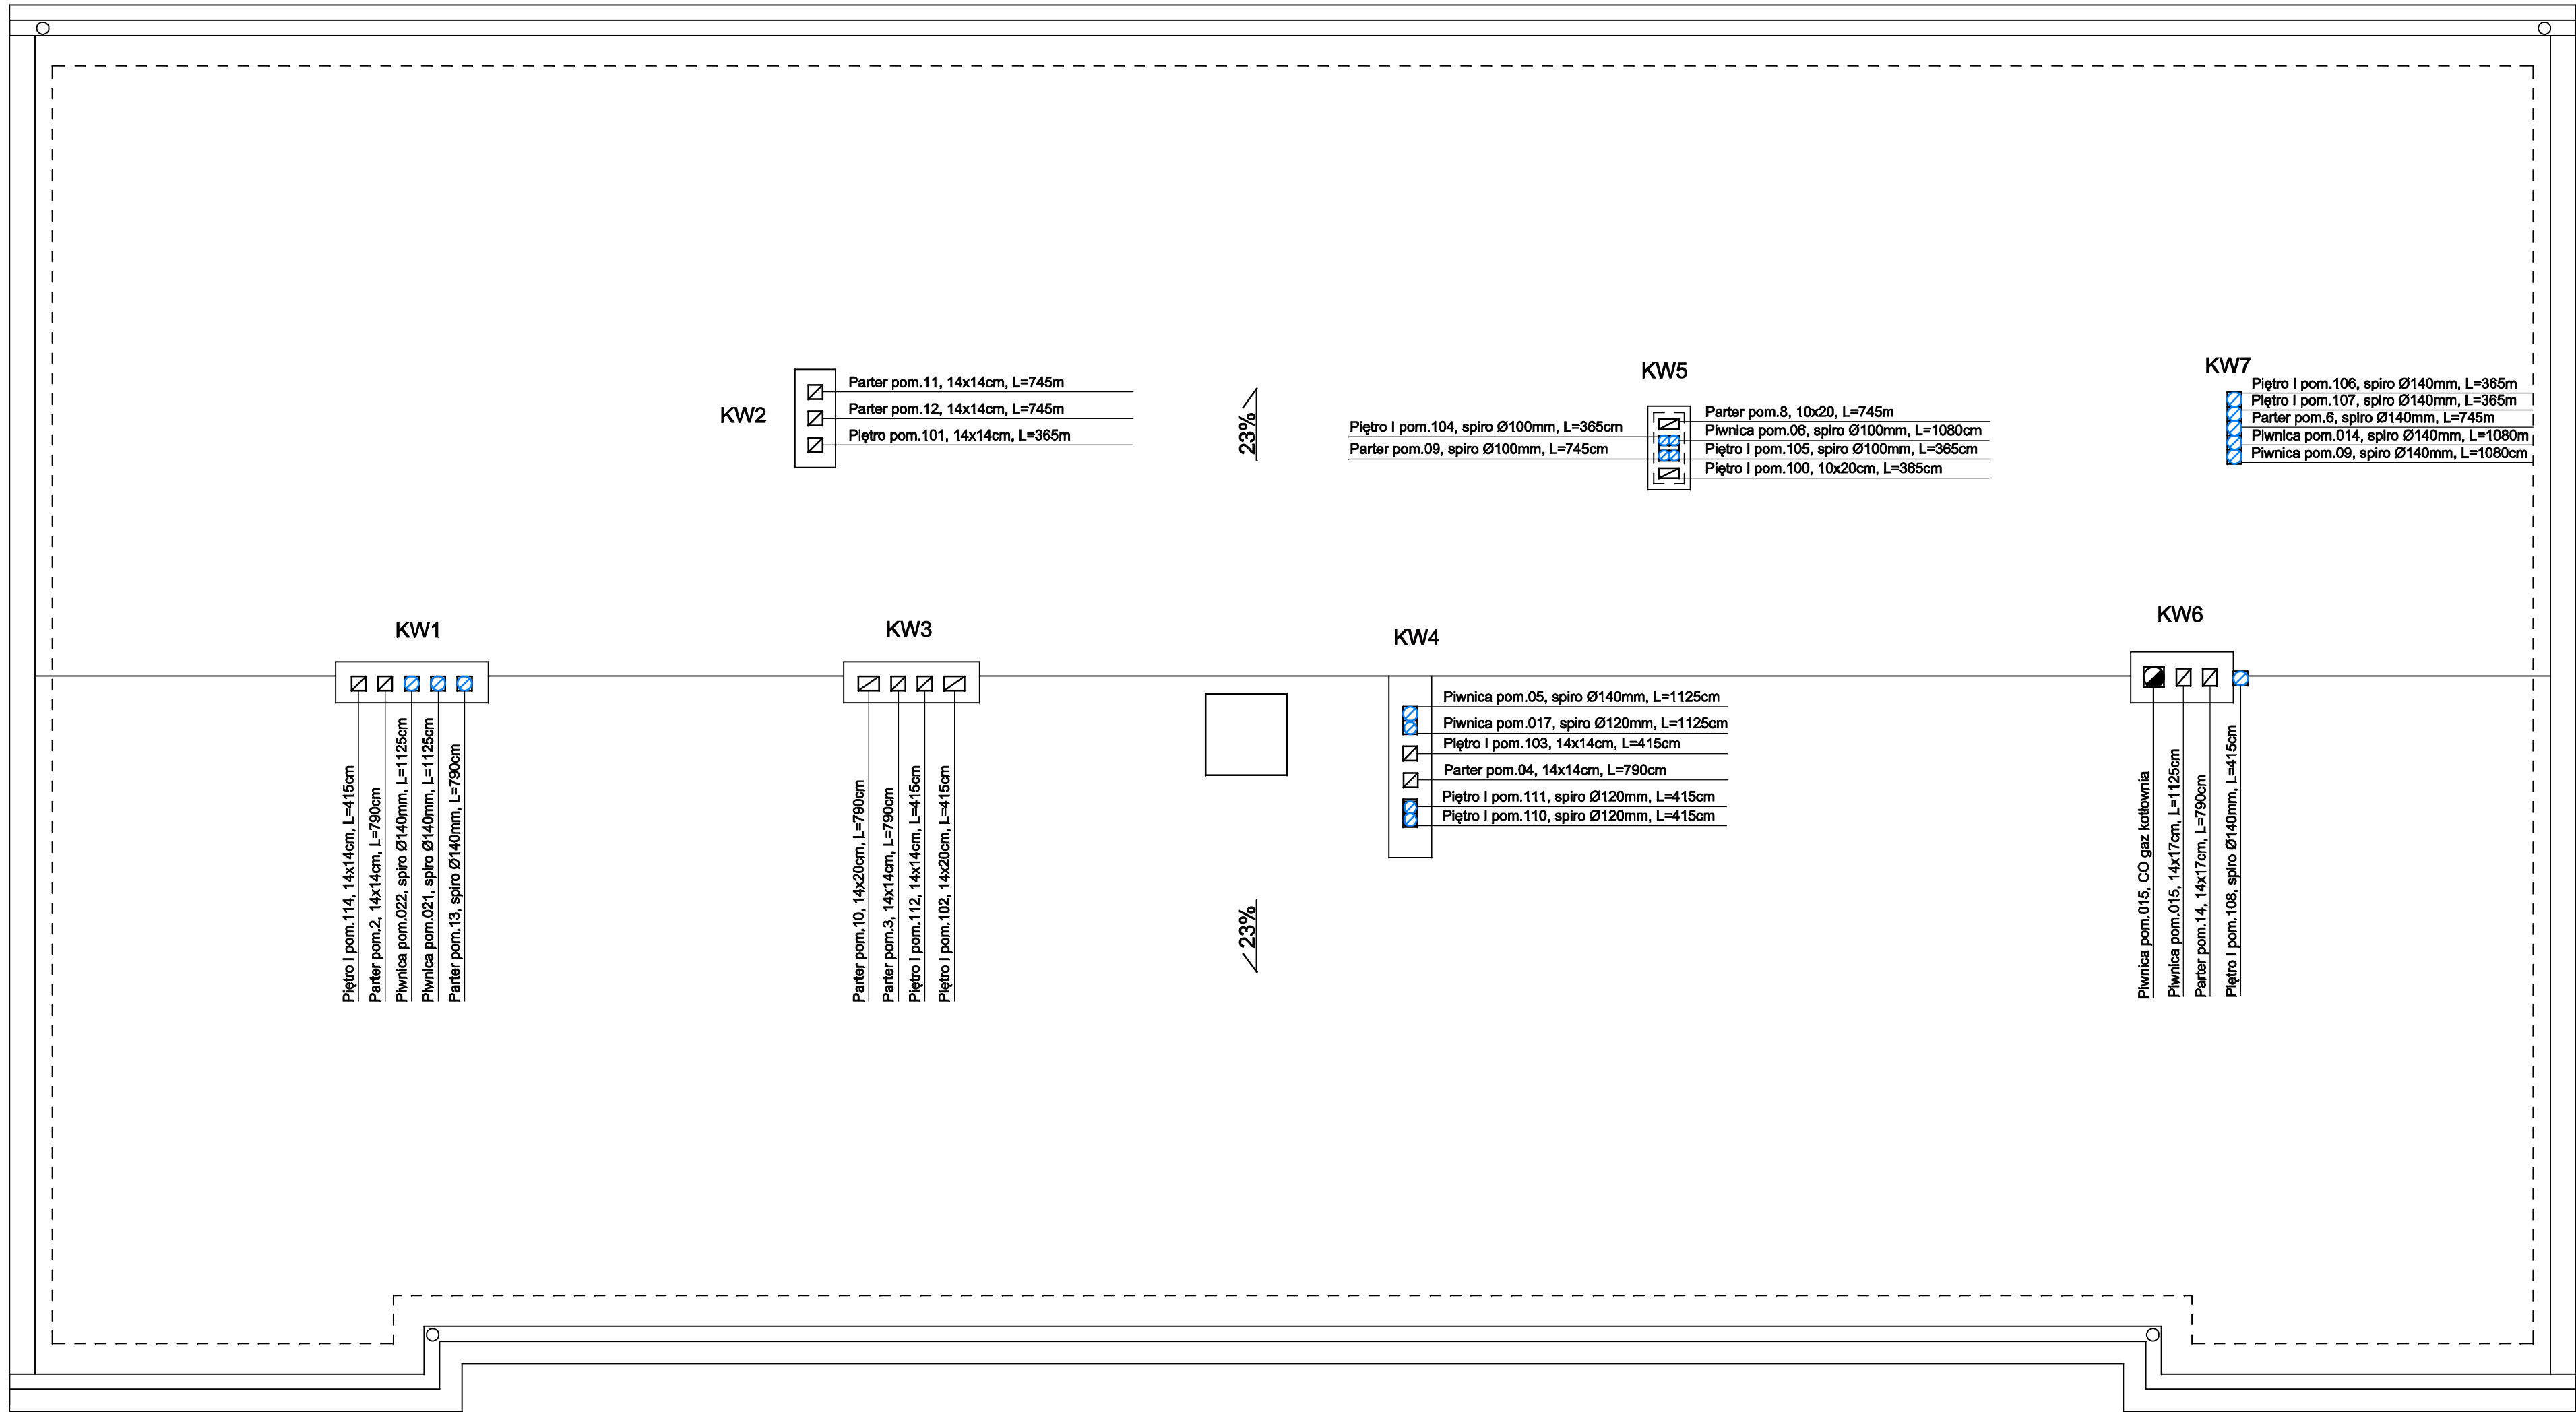 KW5
KW7
Piętro I pom.106, spiro Ø140mm, L=365m
Piętro I pom.107, spiro Ø140mm, L=365m
Parter pom.6, spiro Ø140mm, L=745m
Piwnica pom.014, spiro Ø140mm, L=1080m
Piwnica pom.09, spiro Ø140mm, L=1080cm
KW2
Parter pom.11, 14x14cm, L=745m
Parter pom.12, 14x14cm, L=745m
Piętro pom.101, 14x14cm, L=365m
23%
Piętro I pom.104, spiro Ø100mm, L=365cm
Parter pom.09, spiro Ø100mm, L=745cm
Parter pom.8, 10x20, L=745m
Piwnica pom.06, spiro Ø100mm, L=1080cm
Piętro I pom.105, spiro Ø100mm, L=365cm
Piętro I pom.100, 10x20cm, L=365cm
KW1
Piętro I pom.114, 14x14cm, L=415cm
Parter pom.2, 14x14cm, L=790cm
Piwnica pom.022, spiro Ø140mm, L=1125cm
Piwnica pom.021, spiro Ø140mm, L=1125cm
Parter pom.13, spiro Ø140mm, L=790cm
KW3
Parter pom.10, 14x20cm, L=790cm
Parter pom.3, 14x14cm, L=790cm
Piętro I pom.112, 14x14cm, L=415cm
Piętro I pom.102, 14x20cm, L=415cm
KW4
Piwnica pom.05, spiro Ø140mm, L=1125cm
Piwnica pom.017, spiro Ø120mm, L=1125cm
Piętro I pom.103, 14x14cm, L=415cm
Parter pom.04, 14x14cm, L=790cm
Piętro I pom.111, spiro Ø120mm, L=415cm
Piętro I pom.110, spiro Ø120mm, L=415cm
23%
KW6
Piwnica pom.015, CO gaz kotłownia
Piwnica pom.015, 14x17cm, L=1125cm
Parter pom.14, 14x17cm, L=790cm
Piętro I pom.108, spiro Ø140mm, L=415cm